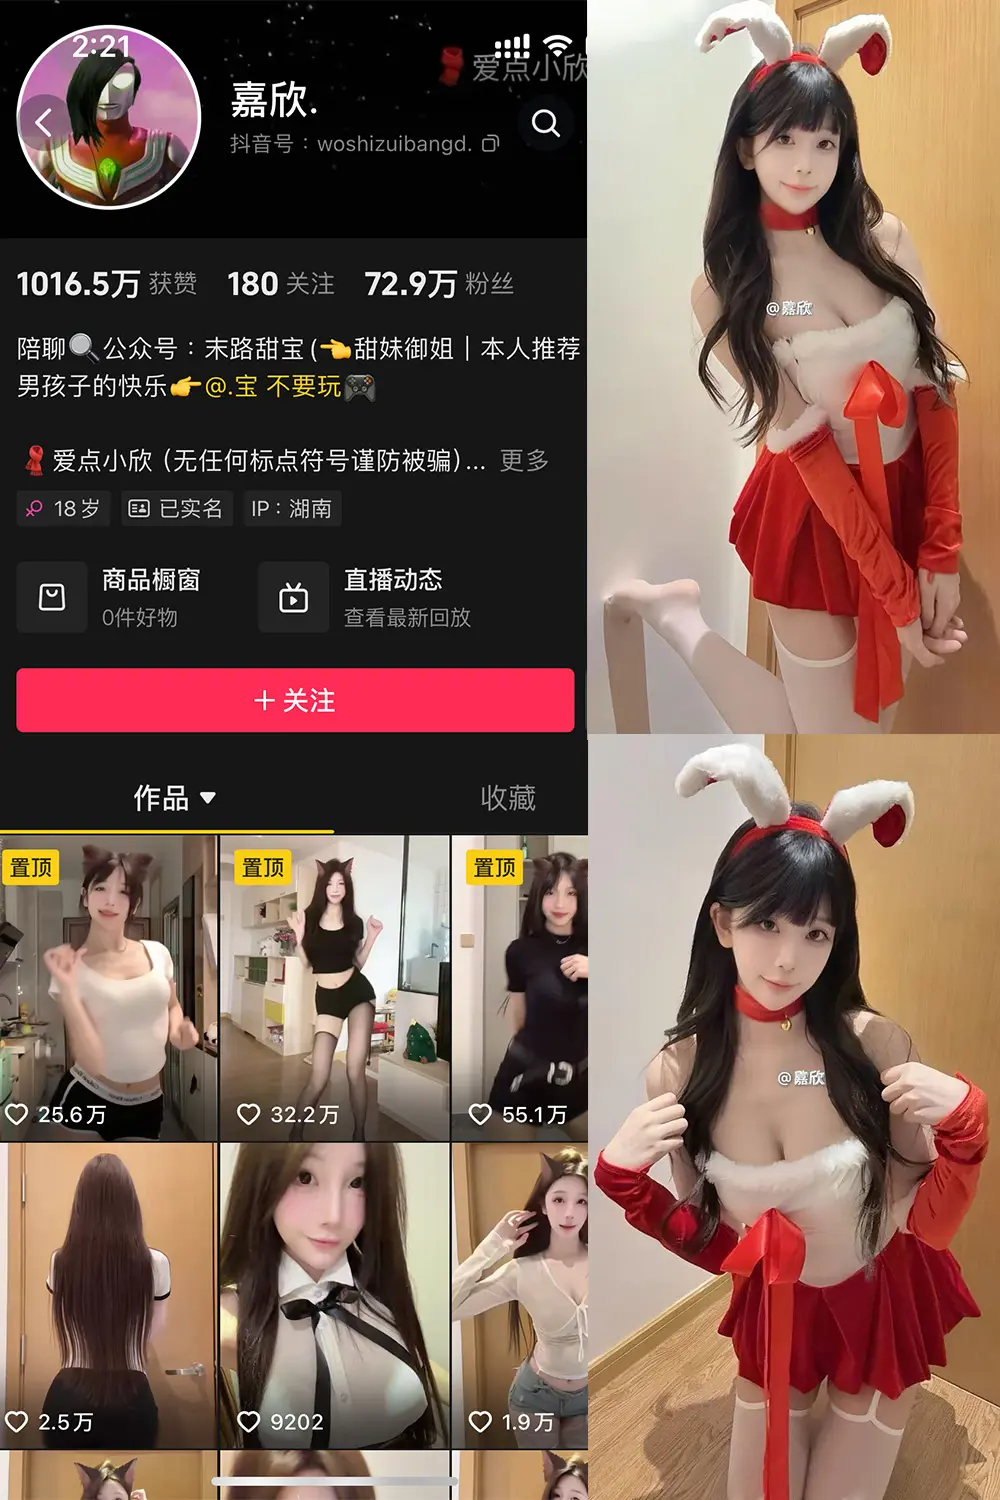 2:21
爱点小欣
嘉欣.
抖音号：woshizuibangd.
1016.5万 获赞 180 关注 72.9万 粉丝
陪聊🔍公众号：末路甜宝(👈甜妹御姐｜本人推荐
男孩子的快乐👉@.宝 不要玩🎮
🧣爱点小欣（无任何标点符号谨防被骗)... 更多
18岁 已实名 IP：湖南
商品橱窗 直播动态
0件好物 查看最新回放
+ 关注
作品 收藏
置顶 置顶 置顶
25.6万 32.2万 55.1万
2.5万 9202 1.9万
@嘉欣
@嘉欣